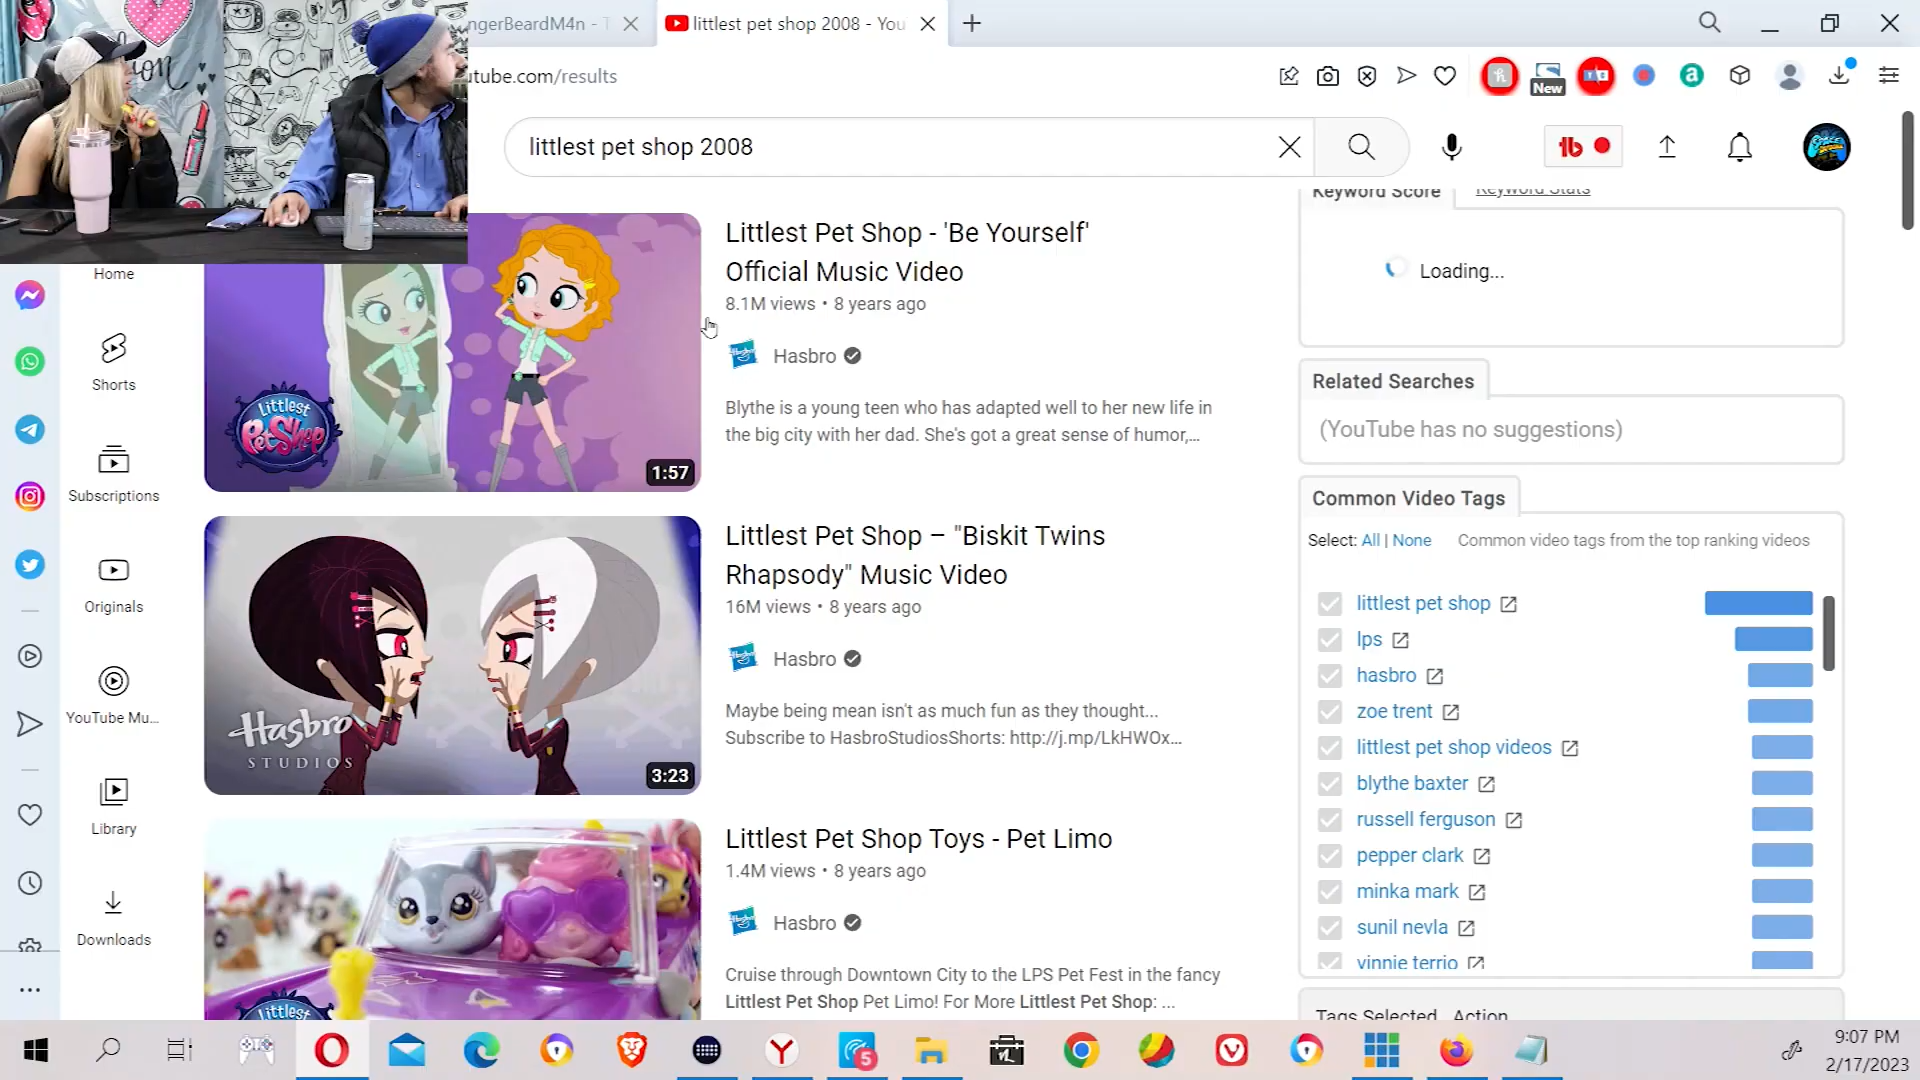 ngerBeardM4n - T
littlest pet shop 2008 - You
utube.com/results
New
littlest pet shop 2008
Keyword Score
Keyword Stats
Loading...
Home
Shorts
Subscriptions
Originals
YouTube Mu...
Library
Downloads
Littlest
Pet Shop
1:57
Littlest Pet Shop - 'Be Yourself'
Official Music Video
8.1M views • 8 years ago
Hasbro
Blythe is a young teen who has adapted well to her new life in
the big city with her dad. She's got a great sense of humor,...
Hasbro
STUDIOS
3:23
Littlest Pet Shop – "Biskit Twins
Rhapsody" Music Video
16M views • 8 years ago
Hasbro
Maybe being mean isn't as much fun as they thought...
Subscribe to HasbroStudiosShorts: http://j.mp/LkHWOx...
Littlest
Littlest Pet Shop Toys - Pet Limo
1.4M views • 8 years ago
Hasbro
Cruise through Downtown City to the LPS Pet Fest in the fancy
Littlest Pet Shop Pet Limo! For More Littlest Pet Shop: ...
Related Searches
(YouTube has no suggestions)
Common Video Tags
Select: All | None
Common video tags from the top ranking videos
littlest pet shop
lps
hasbro
zoe trent
littlest pet shop videos
blythe baxter
russell ferguson
pepper clark
minka mark
sunil nevla
vinnie terrio
Tags Selected
Action
5
9:07 PM
2/17/2023